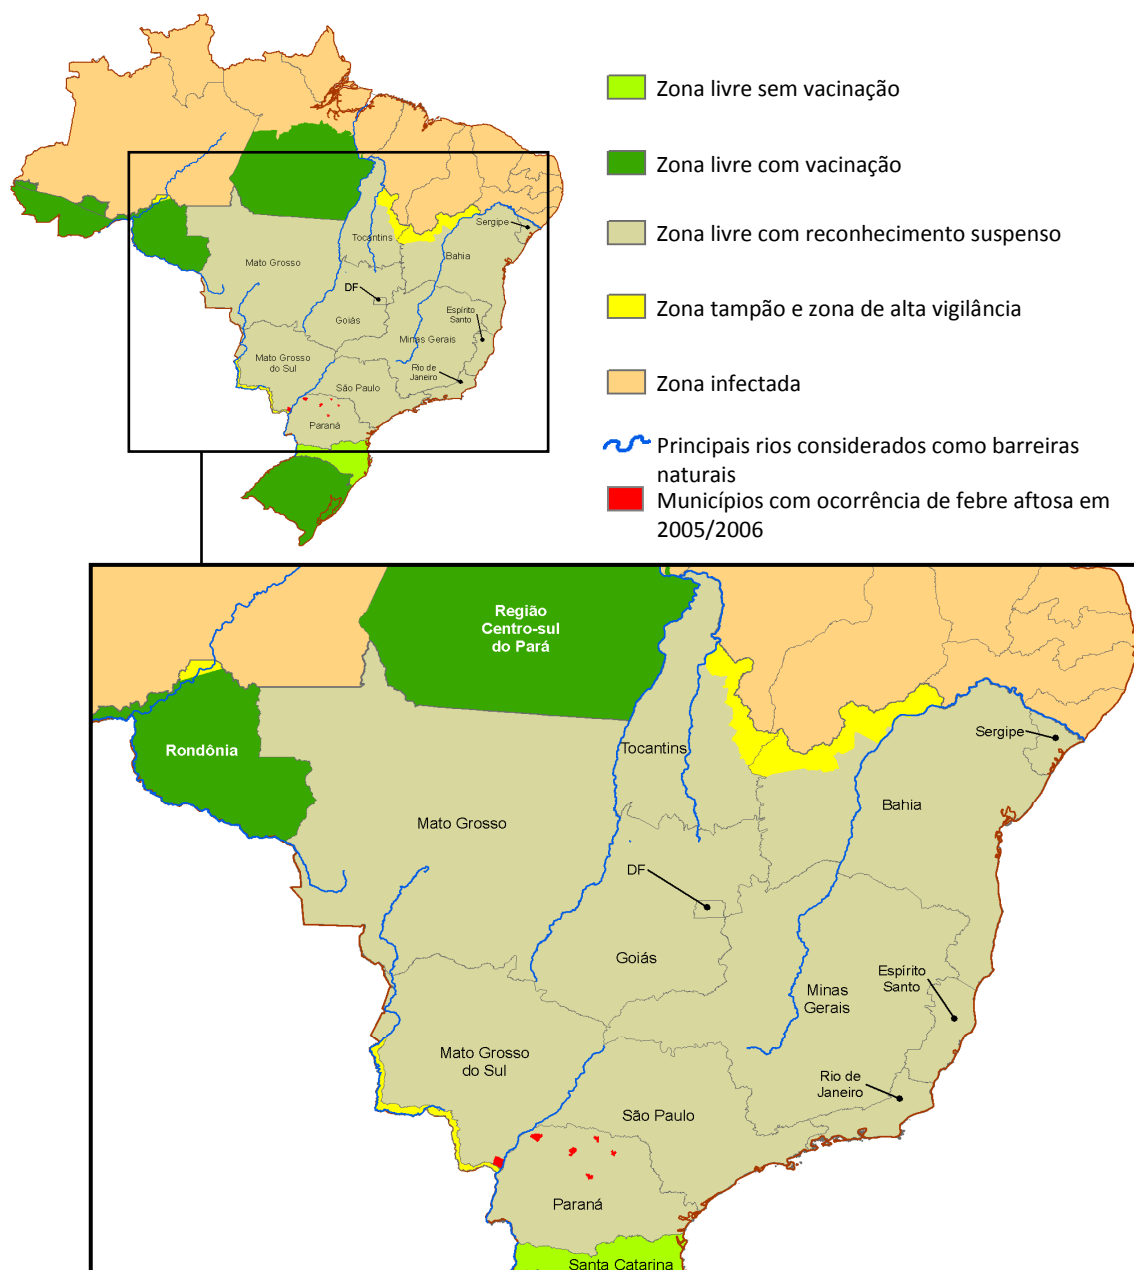 Zona livre sem vacinação
Zona livre com vacinação
Zona livre com reconhecimento suspenso
Zona tampão e zona de alta vigilância
Zona infectada
Principais rios considerados como barreiras
naturais
Municípios com ocorrência de febre aftosa em
2005/2006
Sergipe
Tocantins
Bahia
Mato Grosso
DF
Goiás
Espírito
Santo
Minas Gerais
Mato Grosso
do Sul
Rio de
Janeiro
São Paulo
Paraná
Região
Centro-sul
do Pará
Sergipe
Rondônia
Tocantins
Bahia
Mato Grosso
DF
Goiás
Espírito
Santo
Minas
Gerais
Mato Grosso
do Sul
Rio de
Janeiro
São Paulo
Paraná
Santa Catarina